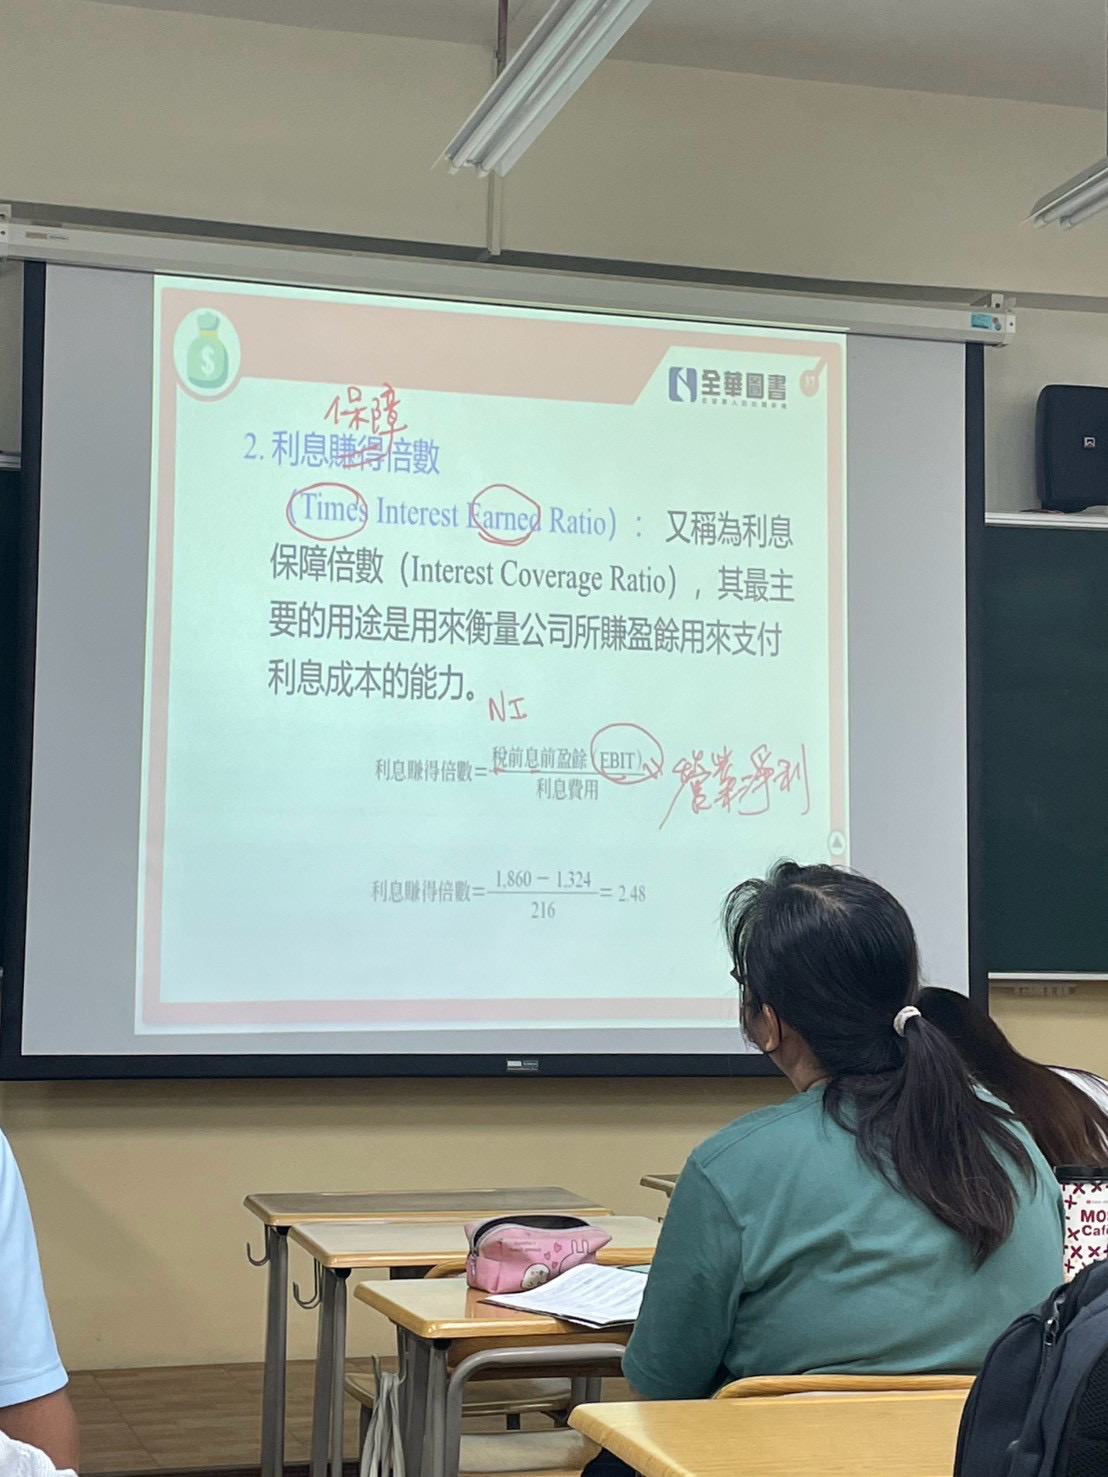 全華圖書
37
保障
2. 利息賺得倍數
（Times Interest Earned Ratio）：又稱為利息
保障倍數（Interest Coverage Ratio），其最主
要的用途是用來衡量公司所賺盈餘用來支付
利息成本的能力。
NI
利息賺得倍數=稅前息前盈餘（EBIT）
利息費用
營業淨利
利息賺得倍數= 1,860 − 1,324 = 2.48
216
MOS
Café